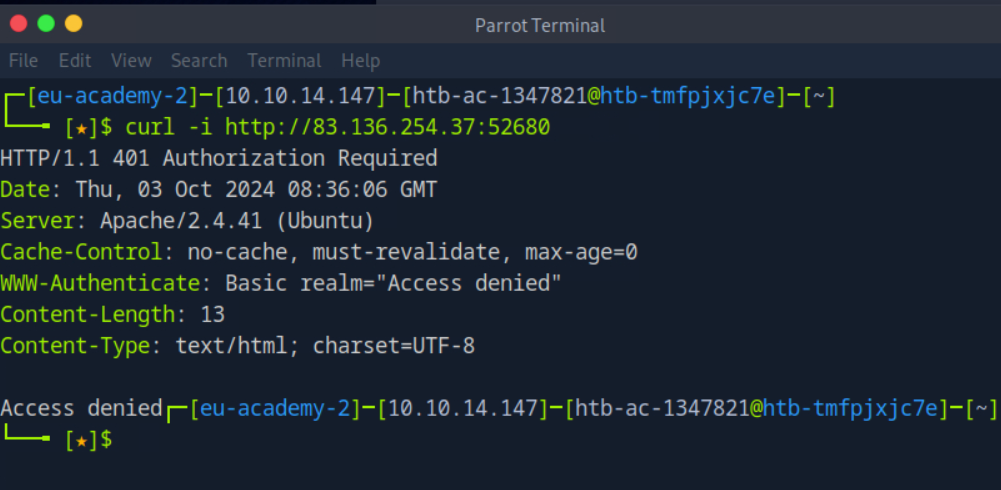 Parrot Terminal
File Edit View Search Terminal Help
┌─[eu-academy-2]─[10.10.14.147]─[htb-ac-1347821@htb-tmfpjxjc7e]─[~]
└──╼ [★]$ curl -i http://83.136.254.37:52680
HTTP/1.1 401 Authorization Required
Date: Thu, 03 Oct 2024 08:36:06 GMT
Server: Apache/2.4.41 (Ubuntu)
Cache-Control: no-cache, must-revalidate, max-age=0
WWW-Authenticate: Basic realm="Access denied"
Content-Length: 13
Content-Type: text/html; charset=UTF-8
Access denied┌─[eu-academy-2]─[10.10.14.147]─[htb-ac-1347821@htb-tmfpjxjc7e]─[~]
└──╼ [★]$